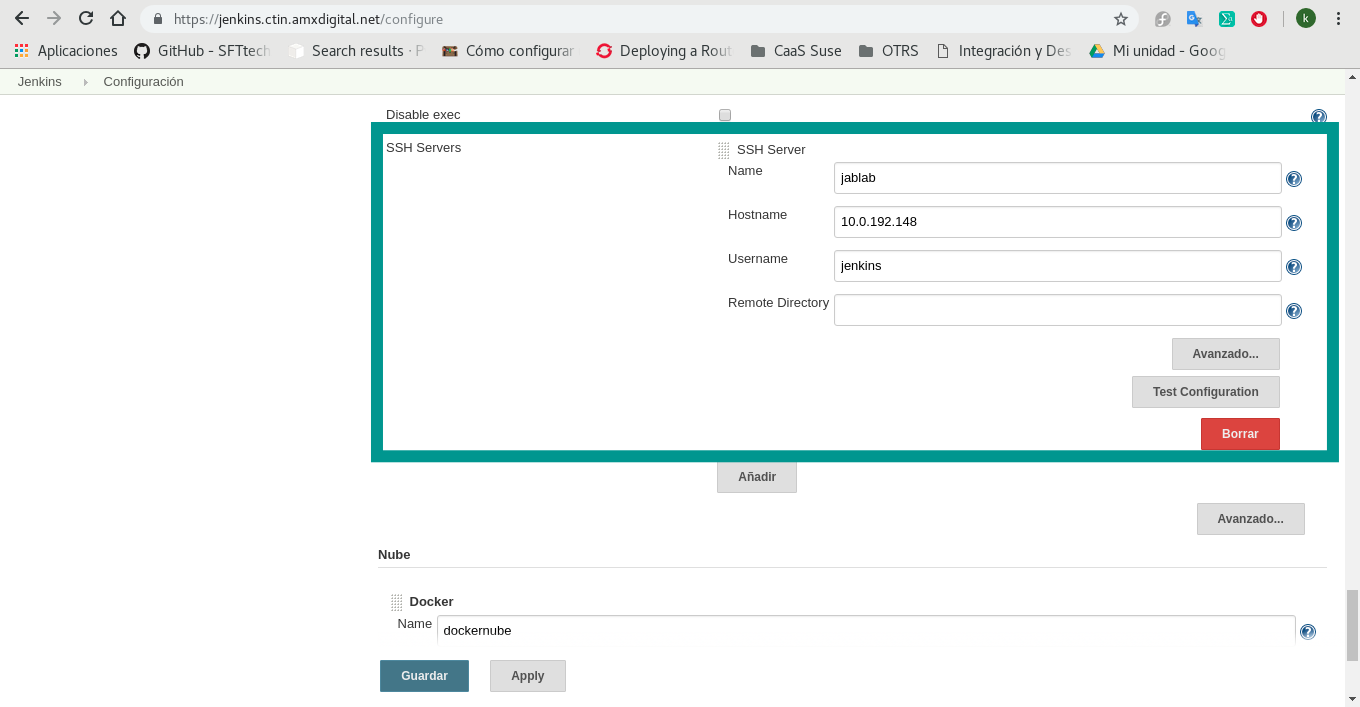 https://jenkins.ctin.amxdigital.net/configure
k
Aplicaciones GitHub - SFTtech Search results · P Cómo configurar Deploying a Rout CaaS Suse OTRS Integración y Des Mi unidad - Goog
Jenkins Configuración
Disable exec
SSH Servers
SSH Server
Name jablab
Hostname 10.0.192.148
Username jenkins
Remote Directory
Avanzado...
Test Configuration
Borrar
Añadir
Avanzado...
Nube
Docker
Name dockernube
Guardar Apply